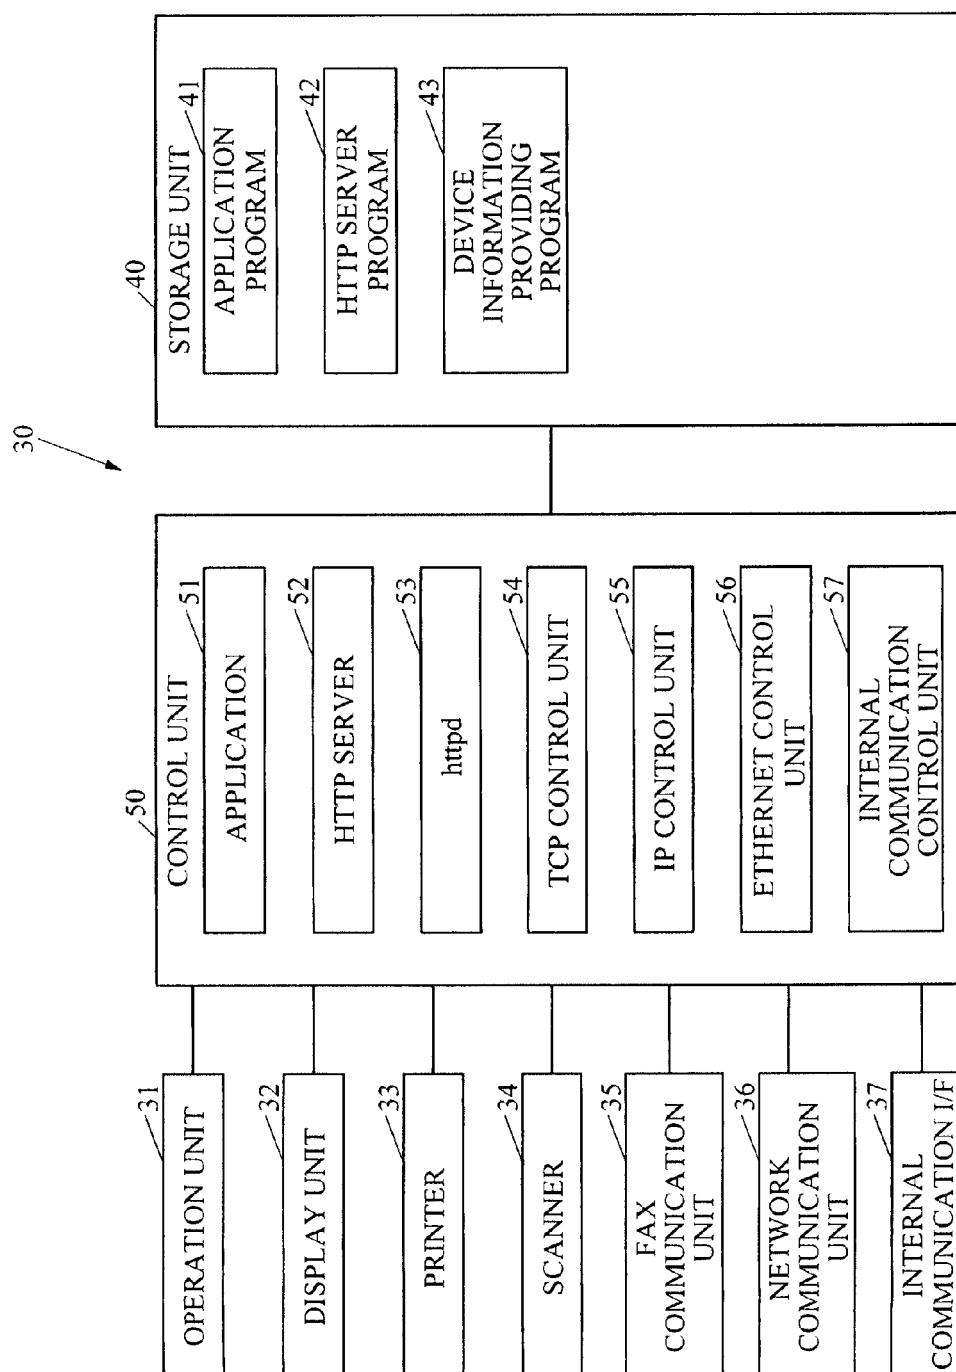 30
31
OPERATION UNIT
32
DISPLAY UNIT
33
PRINTER
34
SCANNER
35
FAX
COMMUNICATION
UNIT
36
NETWORK
COMMUNICATION
UNIT
37
INTERNAL
COMMUNICATION I/F
50
CONTROL UNIT
51
APPLICATION
52
HTTP SERVER
53
httpd
54
TCP CONTROL UNIT
55
IP CONTROL UNIT
56
ETHERNET CONTROL
UNIT
57
INTERNAL
COMMUNICATION
CONTROL UNIT
40
STORAGE UNIT
41
APPLICATION
PROGRAM
42
HTTP SERVER
PROGRAM
43
DEVICE
INFORMATION
PROVIDING
PROGRAM